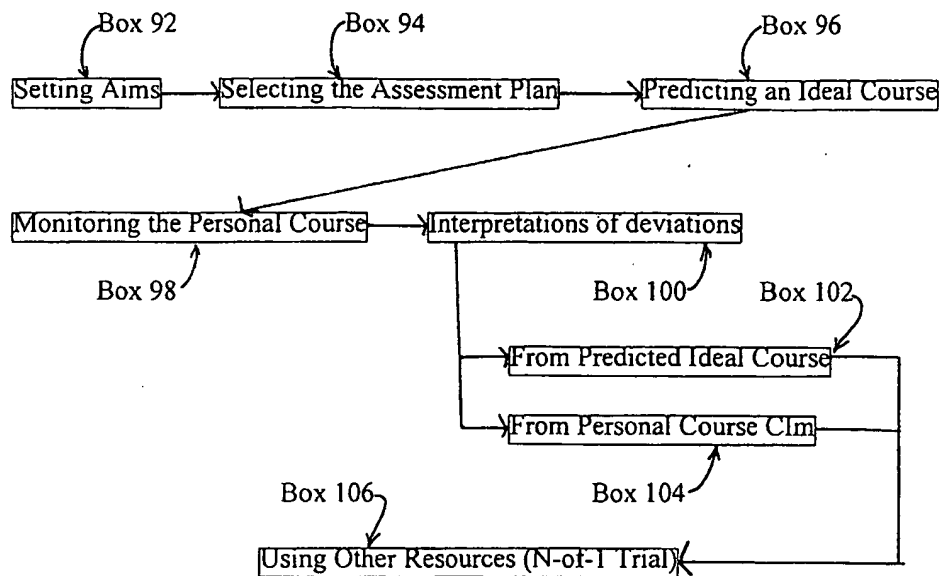 Box 92
Box 94
Box 96
Setting Aims
Selecting the Assessment Plan
Predicting an Ideal Course
Monitoring the Personal Course
Interpretations of deviations
Box 98
Box 100
Box 102
From Predicted Ideal Course
From Personal Course CIm
Box 106
Box 104
Using Other Resources (N-of-1 Trial)